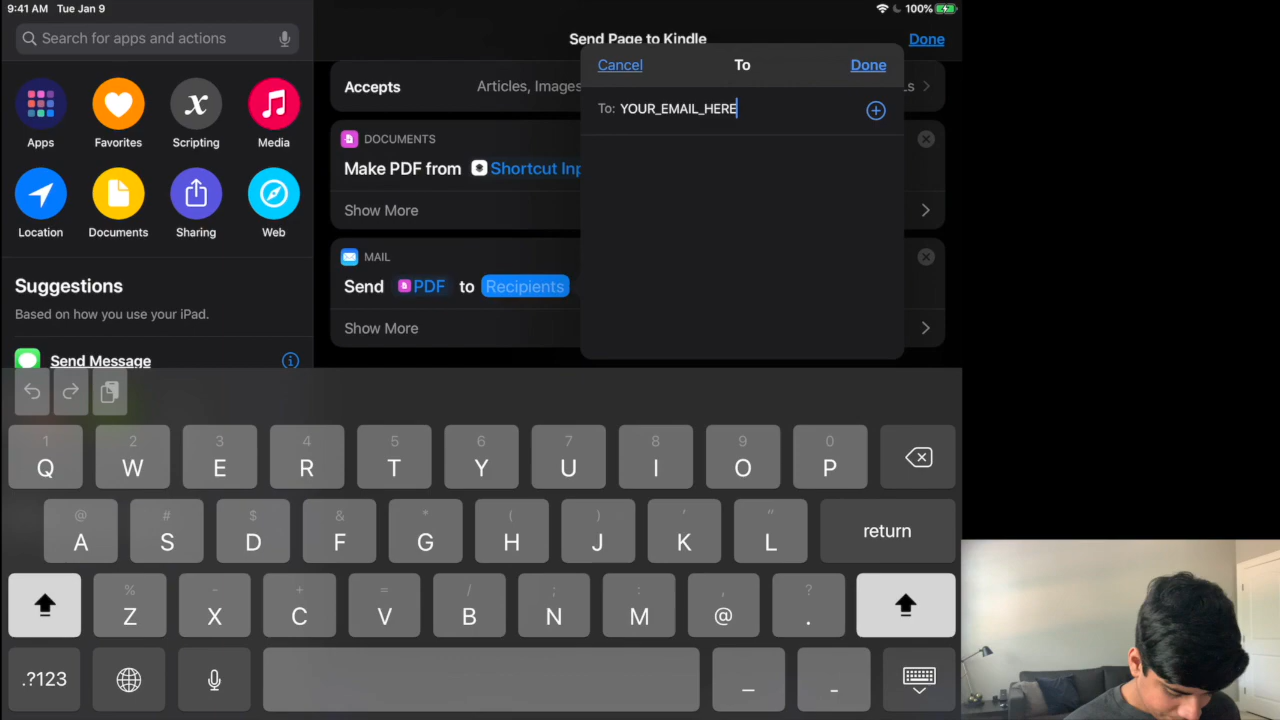 9:41 AM Tue Jan 9
100%
Search for apps and actions
Send Page to Kindle
Done
Cancel
To
Done
Accepts
Articles, Images
To: YOUR_EMAIL_HERE
Apps
Favorites
Scripting
Media
DOCUMENTS
Make PDF from Shortcut Inp
Show More
Location
Documents
Sharing
Web
MAIL
Send PDF to Recipients
Show More
Suggestions
Based on how you use your iPad.
Send Message
1 2 3 4 5 6 7 8 9 0
Q W E R T Y U I O P
@ # $ & * ( ) ' "
A S D F G H J K L return
% - + = / ; : , ?
Z X C V B N M @ .
.?123 _ -